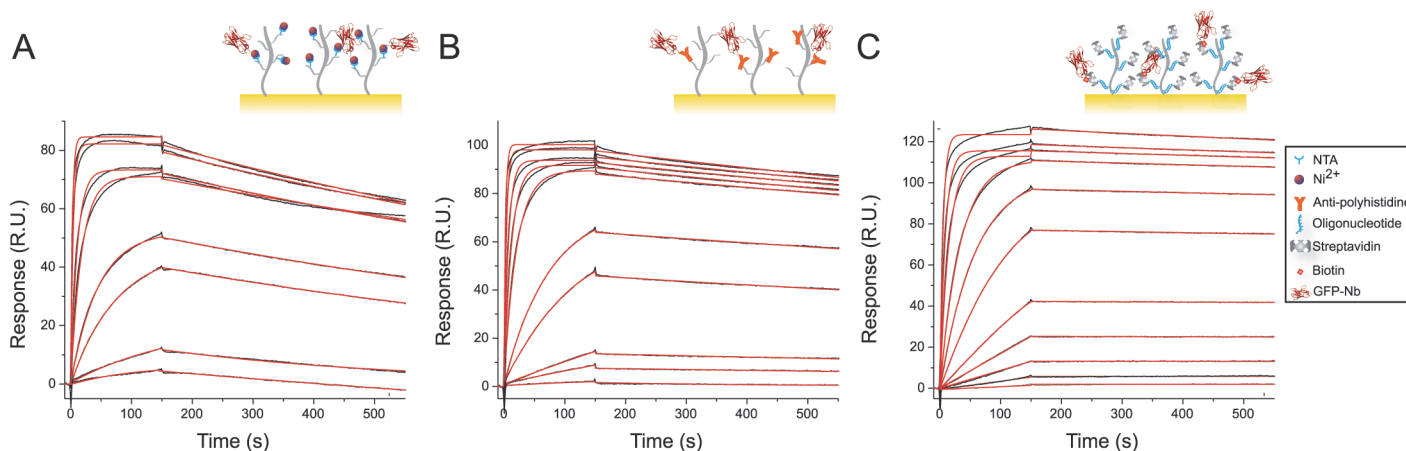 A
B
C
Response (R.U.)
80
60
40
20
0
0
100
200
300
400
500
Time (s)
Response (R.U.)
100
80
60
40
20
0
0
100
200
300
400
500
Time (s)
Response (R.U.)
120
100
80
60
40
20
0
0
100
200
300
400
500
Time (s)
NTA
Ni2+
Anti-polyhistidine
Oligonucleotide
Streptavidin
Biotin
GFP-Nb